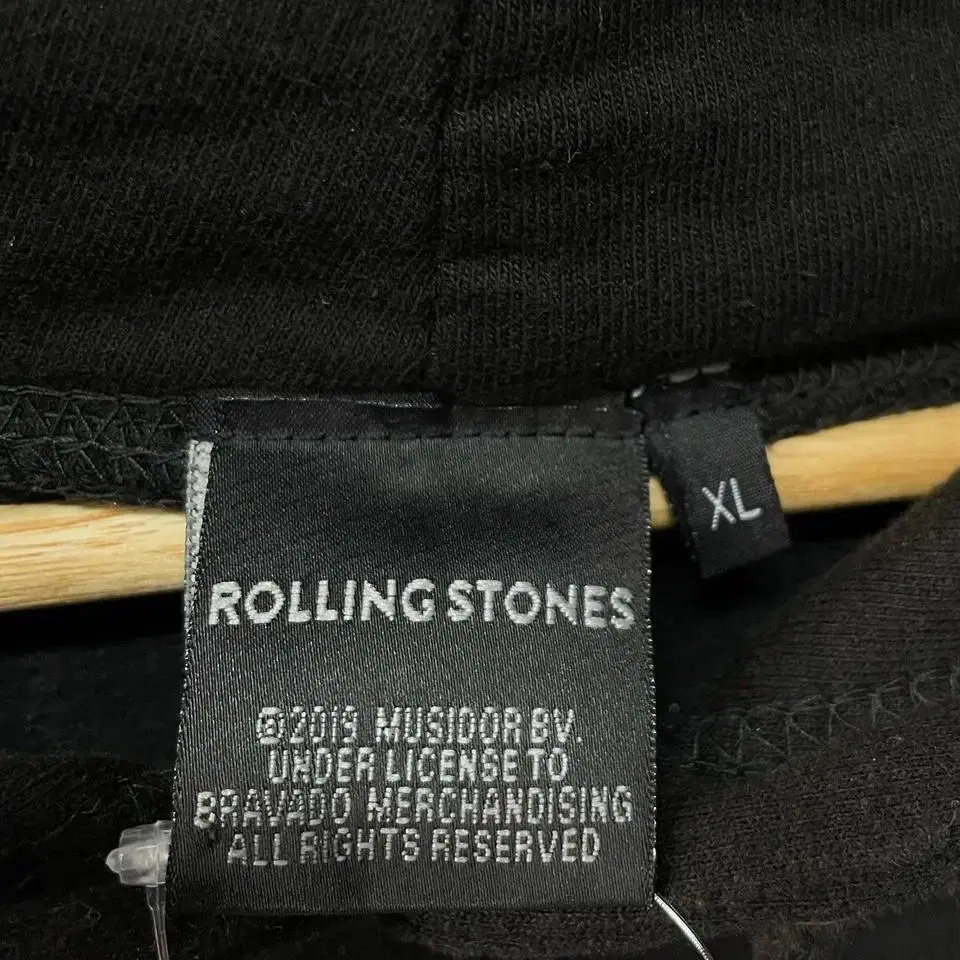 XL
ROLLING STONES
©2019 MUSIDOR BV.
UNDER LICENSE TO
BRAVADO MERCHANDISING
ALL RIGHTS RESERVED